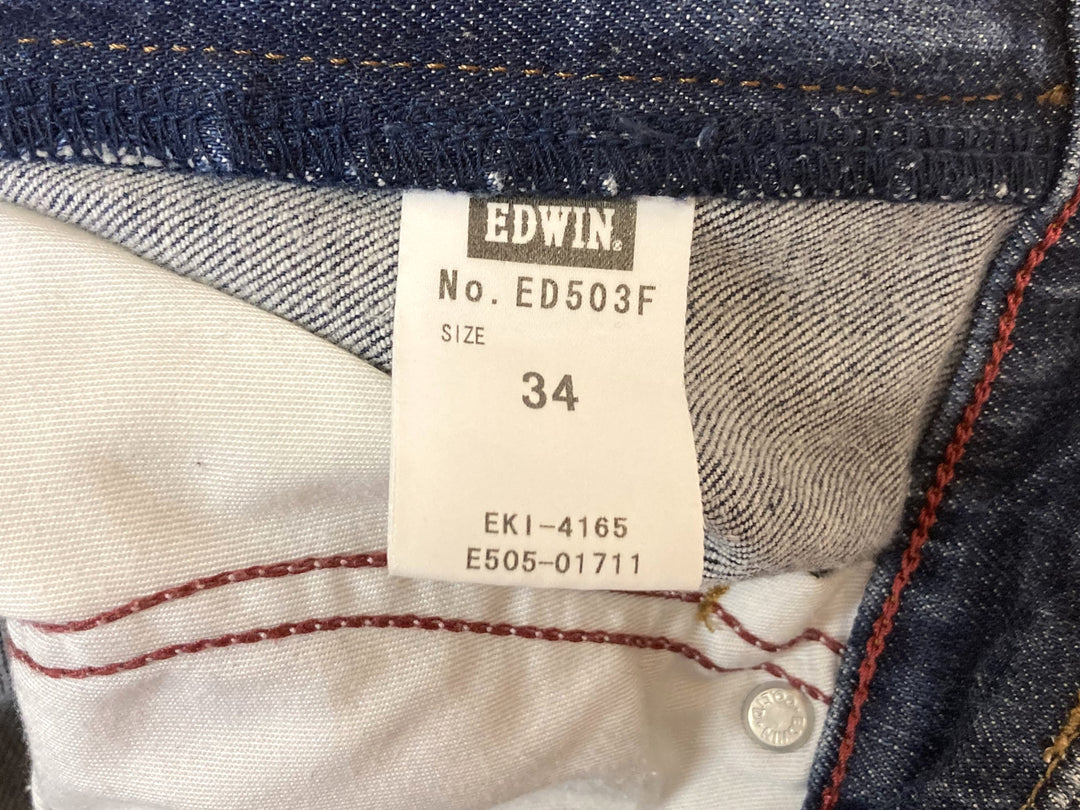 EDWIN.
No. ED503F
SIZE
34
EKI-4165
E505-01711